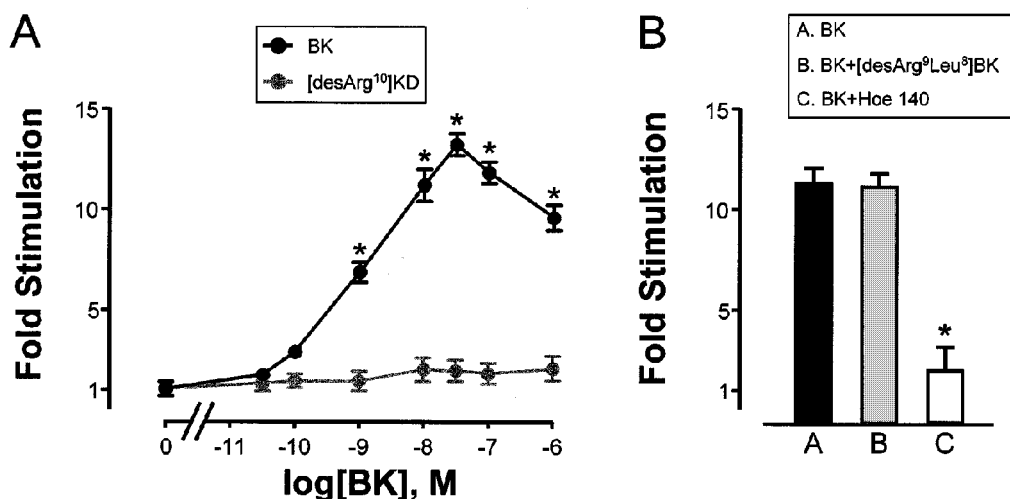 A
BK
[desArg¹⁰]KD
Fold Stimulation
15
10
5
1
* * * * *
0 -11 -10 -9 -8 -7 -6
log[BK], M
B
A. BK
B. BK+[desArg⁹Leu⁸]BK
C. BK+Hoe 140
Fold Stimulation
15
10
5
1
*
A B C